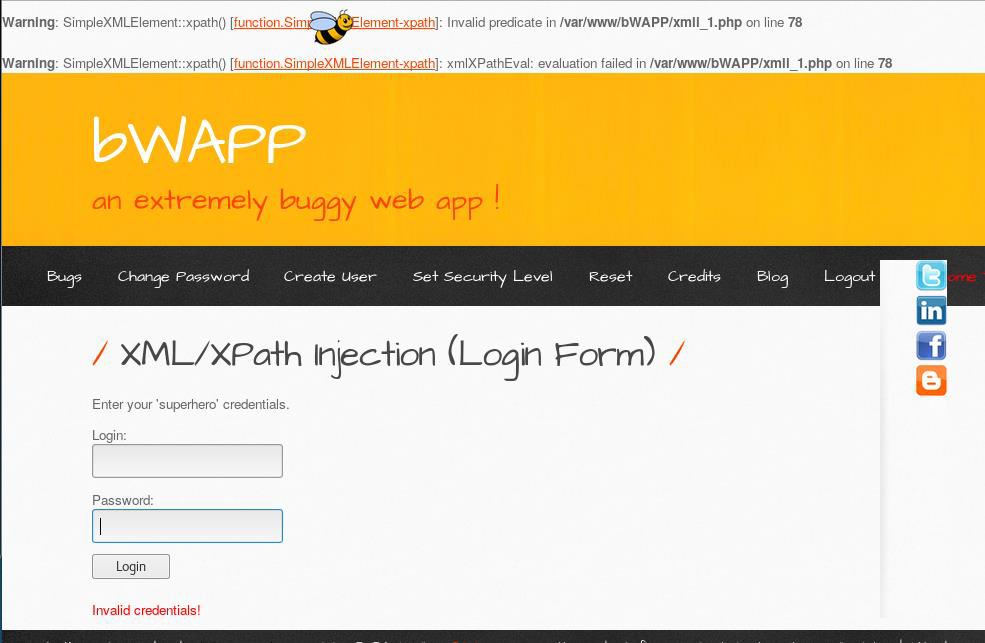 Warning: SimpleXMLElement::xpath() [function.Simp Element-xpath]: Invalid predicate in /var/www/bWAPP/xmli_1.php on line 78
Warning: SimpleXMLElement::xpath() [function.SimpleXMLElement-xpath]: xmlXPathEval: evaluation failed in /var/www/bWAPP/xmli_1.php on line 78
bWAPP
an extremely buggy web app !
Bugs Change Password Create User Set Security Level Reset Credits Blog Logout ome
/ XML/XPath Injection (Login Form) /
Enter your 'superhero' credentials.
Login:
Password:
Login
Invalid credentials!